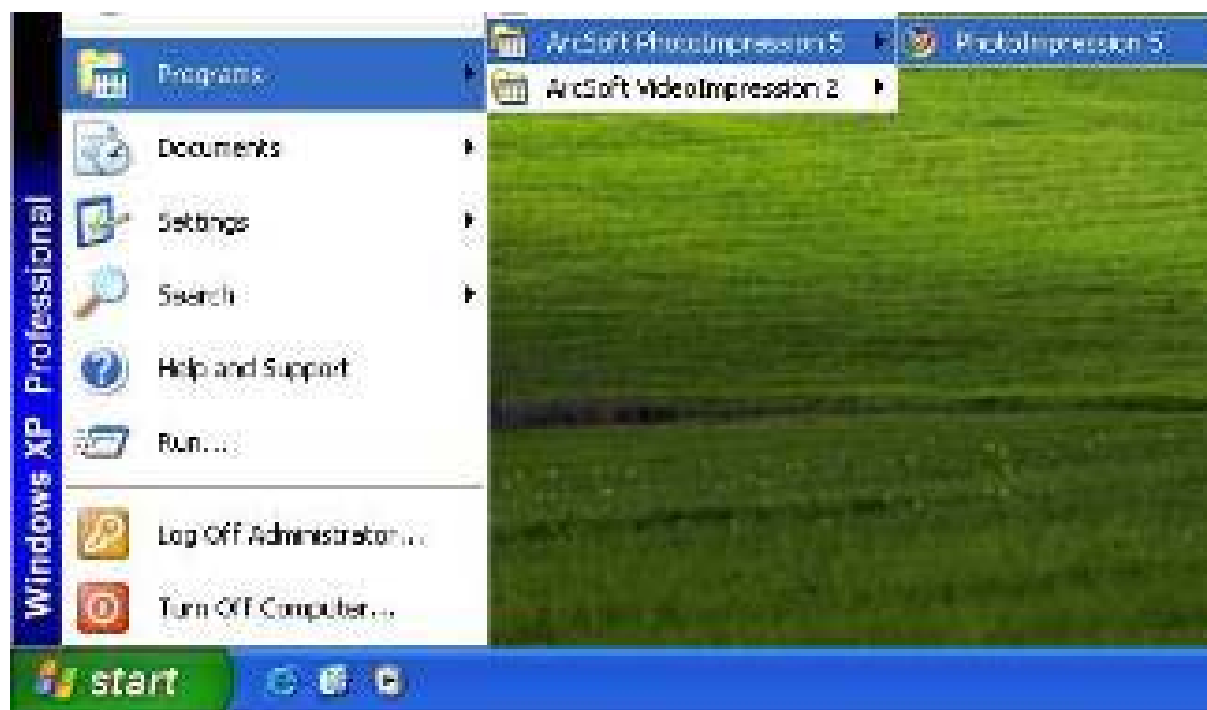 Programs
ArcSoft PhotoImpression 5
PhotoImpression 5
ArcSoft VideoImpression 2
Documents
Settings
Search
Help and Support
Run...
Log Off Administrator...
Turn Off Computer...
Windows XP Professional
start